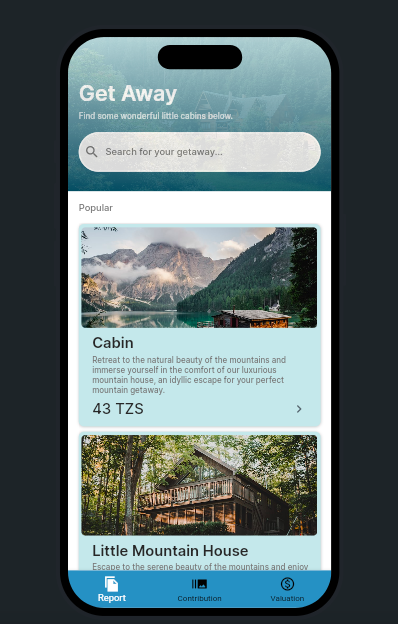 Get Away
Find some wonderful little cabins below.
Search for your getaway...
Popular
Cabin
Retreat to the natural beauty of the mountains and
immerse yourself in the comfort of our luxurious
mountain house, an idyllic escape for your perfect
mountain getaway.
43 TZS
Little Mountain House
Escape to the serene beauty of the mountains and enjoy
Report
Contribution
Valuation